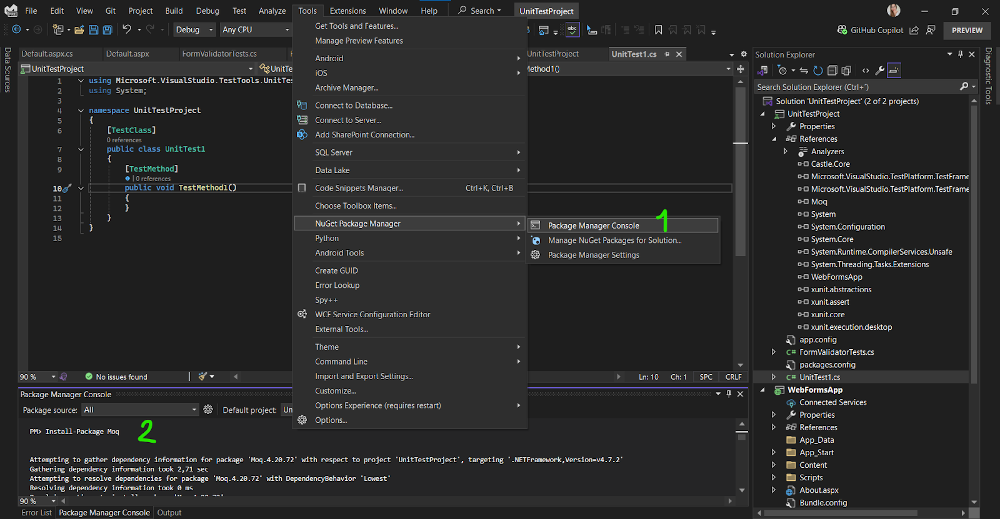 File Edit View Git Project Build Debug Test Analyze Tools Extensions Window Help Search UnitTestProject
Debug Any CPU GitHub Copilot PREVIEW
Data Sources
Default.aspx.cs Default.aspx FormValidatorTests.cs UnitTestProject UnitTest1.cs
UnitTestProject
1 using Microsoft.VisualStudio.TestTools.UnitTes
2 using System;
3
4 namespace UnitTestProject
5 {
6 [TestClass]
0 references
7 public class UnitTest1
8 {
9 [TestMethod]
| 0 references
10 public void TestMethod1()
11 {
12 }
13 }
14 }
15
90 % No issues found Ln: 10 Ch: 1 SPC CRLF
Get Tools and Features...
Manage Preview Features
Android
iOS
Archive Manager...
Connect to Database...
Connect to Server...
Add SharePoint Connection...
SQL Server
Data Lake
Code Snippets Manager... Ctrl+K, Ctrl+B
Choose Toolbox Items...
NuGet Package Manager
Python
Android Tools
Create GUID
Error Lookup
Spy++
WCF Service Configuration Editor
External Tools...
Theme
Command Line
Import and Export Settings...
Customize...
Options Experience (requires restart)
Options...
Package Manager Console 1
Manage NuGet Packages for Solution...
Package Manager Settings
Package Manager Console
Package source: All Default project:
PM> Install-Package Moq 2
Attempting to gather dependency information for package 'Moq.4.20.72' with respect to project 'UnitTestProject', targeting '.NETFramework,Version=v4.7.2'
Gathering dependency information took 2,71 sec
Attempting to resolve dependencies for package 'Moq.4.20.72' with DependencyBehavior 'Lowest'
Resolving dependency information took 0 ms
90 %
Error List Package Manager Console Output
Solution Explorer
Search Solution Explorer (Ctrl+´)
Solution 'UnitTestProject' (2 of 2 projects)
UnitTestProject
Properties
References
Analyzers
Castle.Core
Microsoft.VisualStudio.TestPlatform.TestFrame
Microsoft.VisualStudio.TestPlatform.TestFrame
Moq
System
System.Configuration
System.Core
System.Runtime.CompilerServices.Unsafe
System.Threading.Tasks.Extensions
WebFormsApp
xunit.abstractions
xunit.assert
xunit.core
xunit.execution.desktop
app.config
C# FormValidatorTests.cs
packages.config
C# UnitTest1.cs
WebFormsApp
Connected Services
Properties
References
App_Data
App_Start
Content
Scripts
About.aspx
Bundle.config
Diagnostic Tools